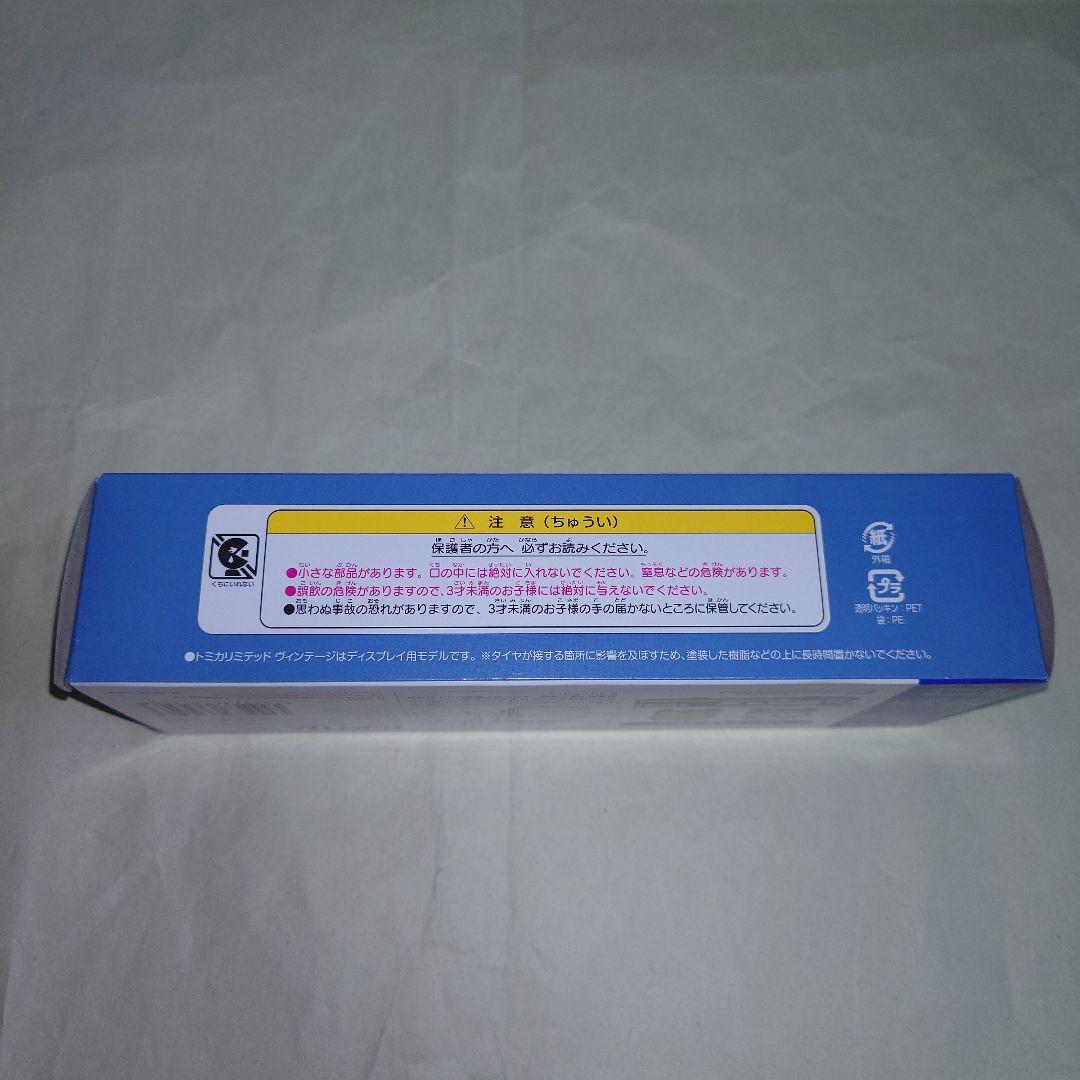 注 意（ちゅうい）
保護者の方へ 必ずお読みください。
●小さな部品があります。口の中には絶対に入れないでください。窒息などの危険があります。
●誤飲の危険がありますので、3才未満のお子様には絶対に与えないでください。
●思わぬ事故の恐れがありますので、3才未満のお子様の手の届かないところに保管してください。
くちにいれない
●トミカリミテッド ヴィンテージはディスプレイ用モデルです。※タイヤが接する箇所に影響を及ぼすため、塗装した樹脂などの上に長時間置かないでください。
紙
外箱
プラ
透明パッキン：PET
袋：PE